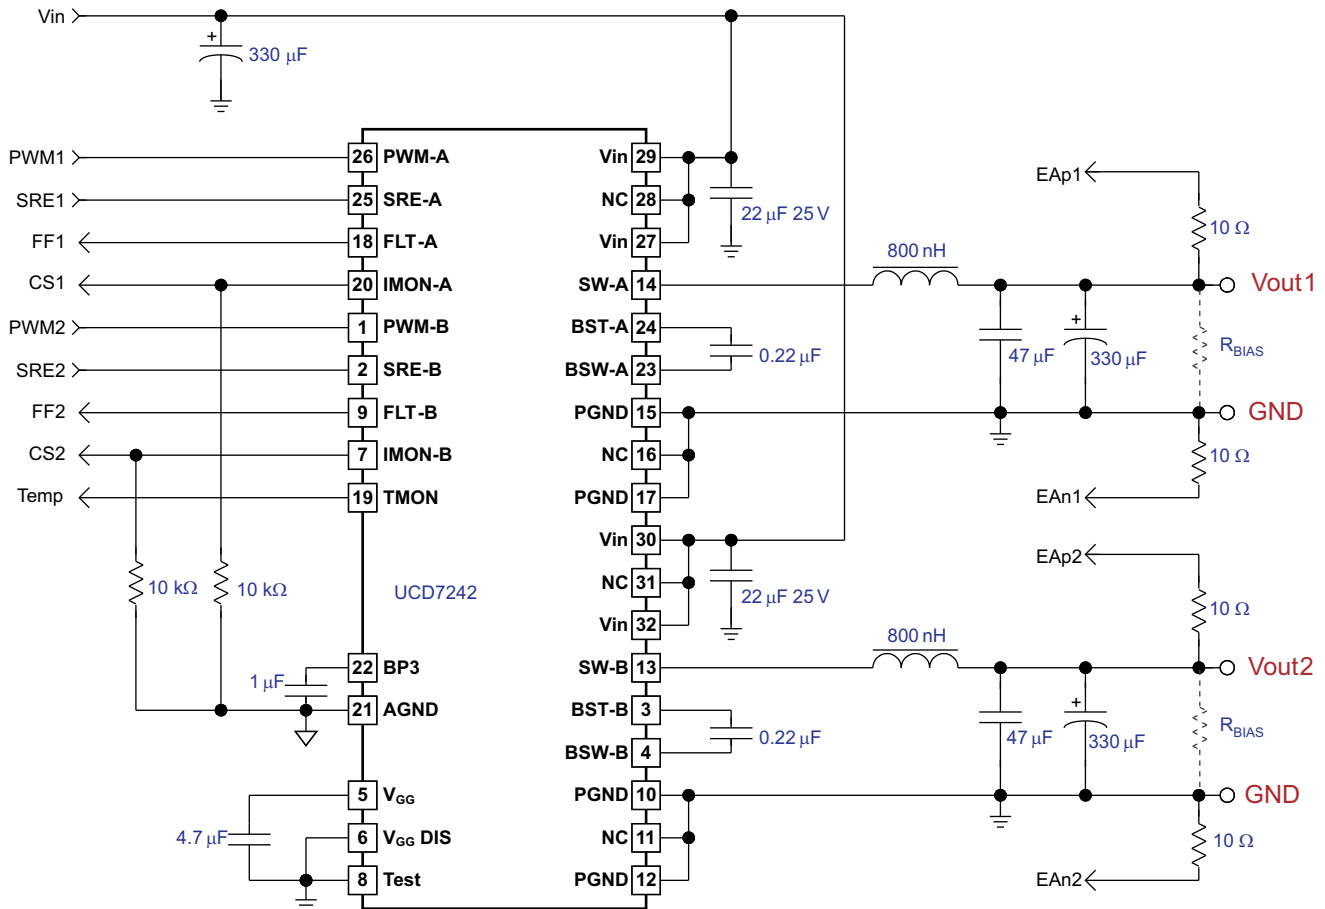 Vin
+
330 µF
PWM1
26 PWM-A
Vin 29
SRE1
25 SRE-A
NC 28
22 µF 25 V
FF1
18 FLT-A
Vin 27
CS1
20 IMON-A
SW-A 14
800 nH
EAp1
10 Ω
Vout1
PWM2
1 PWM-B
BST-A 24
0.22 µF
SRE2
2 SRE-B
BSW-A 23
47 µF
+
330 µF
RBIAS
FF2
9 FLT-B
PGND 15
GND
CS2
7 IMON-B
NC 16
10 Ω
Temp
19 TMON
PGND 17
EAn1
Vin 30
10 kΩ
10 kΩ
UCD7242
NC 31
22 µF 25 V
Vin 32
EAp2
10 Ω
22 BP3
1 µF
SW-B 13
800 nH
Vout2
21 AGND
BST-B 3
0.22 µF
BSW-B 4
47 µF
+
330 µF
RBIAS
5 VGG
PGND 10
GND
4.7 µF
6 VGG DIS
NC 11
10 Ω
8 Test
PGND 12
EAn2